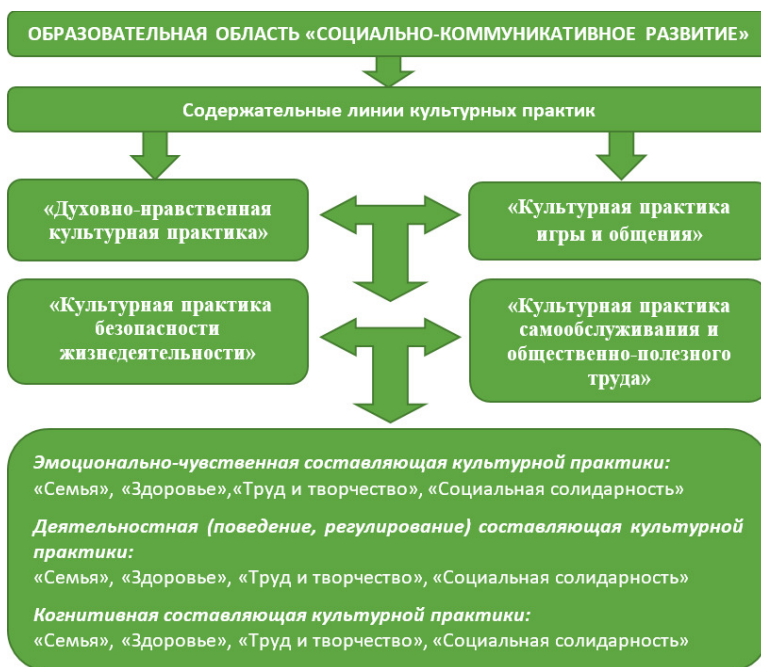 ОБРАЗОВАТЕЛЬНАЯ ОБЛАСТЬ «СОЦИАЛЬНО-КОММУНИКАТИВНОЕ РАЗВИТИЕ»
Содержательные линии культурных практик
«Духовно-нравственная
культурная практика»
«Культурная практика
игры и общения»
«Культурная практика
безопасности
жизнедеятельности»
«Культурная практика
самообслуживания и
общественно-полезного
труда»
Эмоционально-чувственная составляющая культурной практики:
«Семья», «Здоровье»,«Труд и творчество», «Социальная солидарность»
Деятельностная (поведение, регулирование) составляющая культурной
практики:
«Семья», «Здоровье», «Труд и творчество», «Социальная солидарность»
Когнитивная составляющая культурной практики:
«Семья», «Здоровье», «Труд и творчество», «Социальная солидарность»